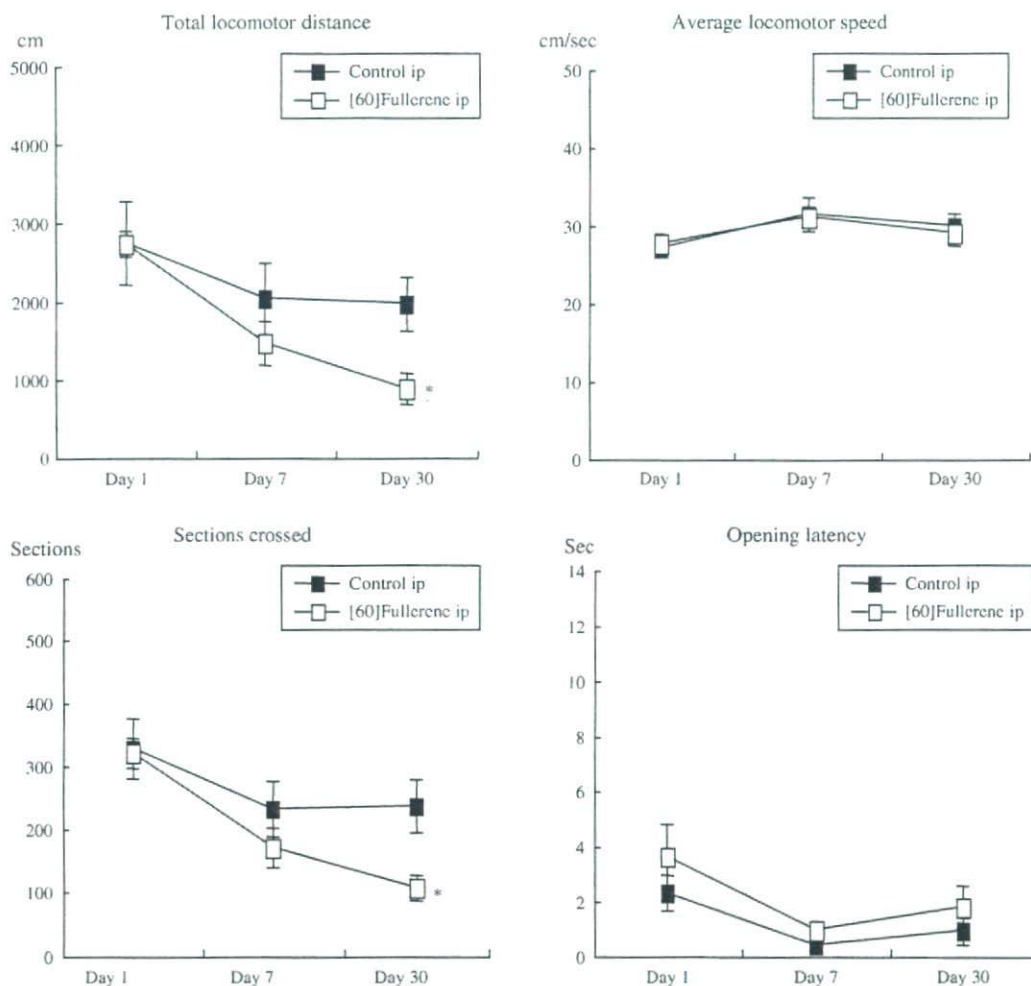 Total locomotor distance
cm
5000
4000
3000
2000
1000
0
Control ip
[60]Fullerene ip
*
Day 1 Day 7 Day 30
Average locomotor speed
cm/sec
50
40
30
20
10
0
Control ip
[60]Fullerene ip
Day 1 Day 7 Day 30
Sections crossed
Sections
600
500
400
300
200
100
0
Control ip
[60]Fullerene ip
*
Day 1 Day 7 Day 30
Opening latency
Sec
14
12
10
8
6
4
2
0
Control ip
[60]Fullerene ip
Day 1 Day 7 Day 30